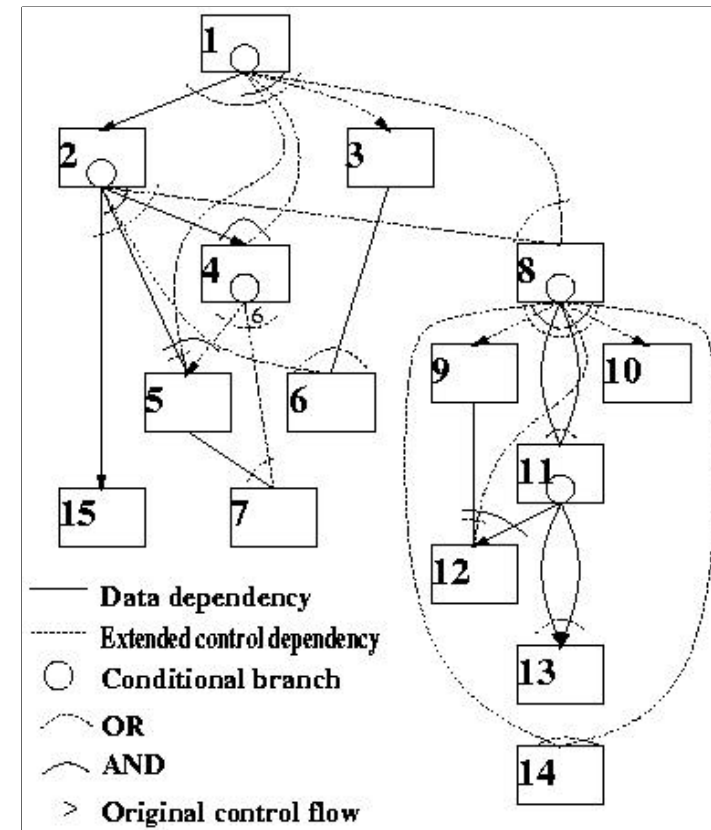 1
2
3
4
8
6
9
10
5
6
11
15
7
12
Data dependency
Extended control dependency
Conditional branch
13
OR
AND
14
Original control flow